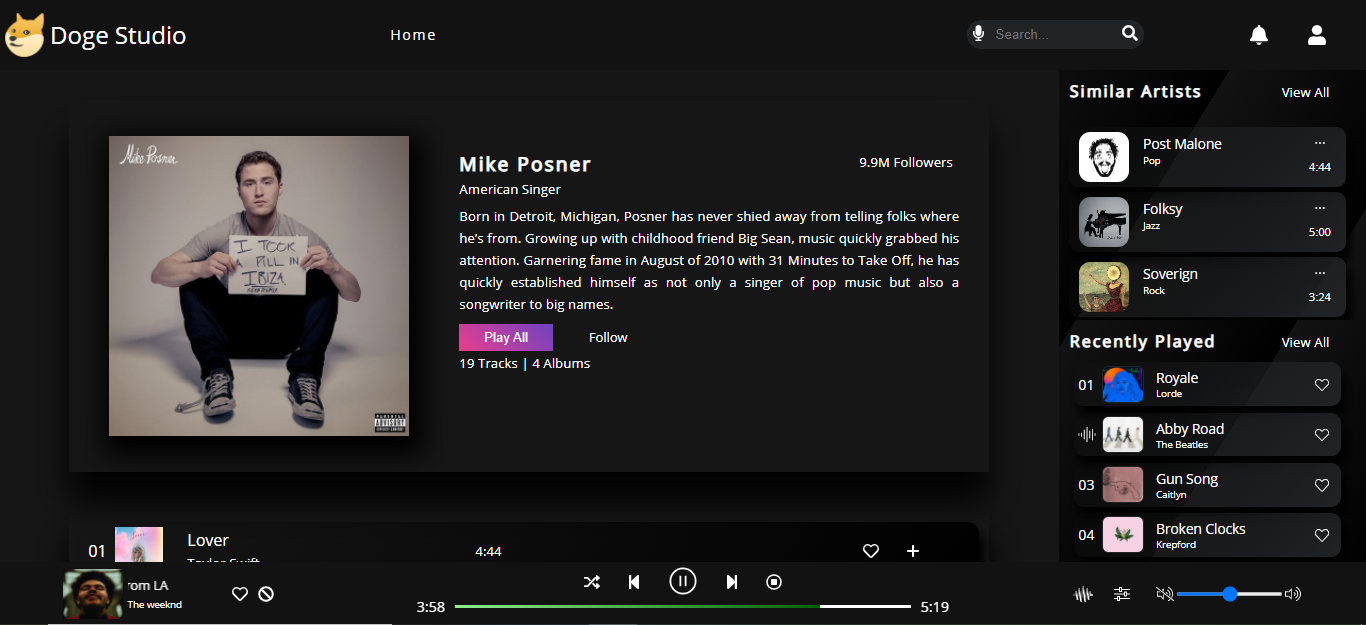 Doge Studio
Home
Search...
Mike Posner
I TOOK
A PILL IN
IBIZA
PARENTAL
ADVISORY
EXPLICIT CONTENT
Mike Posner
9.9M Followers
American Singer
Born in Detroit, Michigan, Posner has never shied away from telling folks where
he's from. Growing up with childhood friend Big Sean, music quickly grabbed his
attention. Garnering fame in August of 2010 with 31 Minutes to Take Off, he has
quickly established himself as not only a singer of pop music but also a
songwriter to big names.
Play All
Follow
19 Tracks | 4 Albums
01
Lover
Taylor Swift
4:44
Similar Artists
View All
Post Malone
Pop
...
4:44
Folksy
Jazz
...
5:00
Soverign
Rock
...
3:24
Recently Played
View All
01
Royale
Lorde
Abby Road
The Beatles
03
Gun Song
Caitlyn
04
Broken Clocks
Krepford
rom LA
The weeknd
3:58
5:19